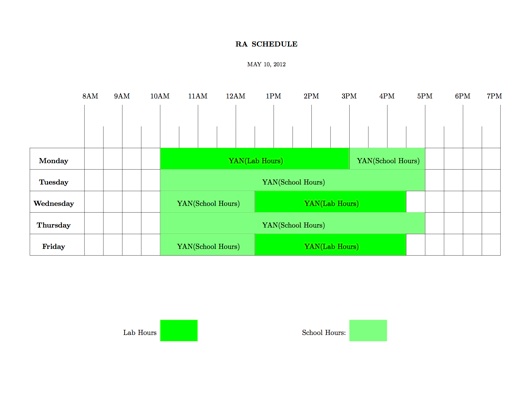 RA SCHEDULE
MAY 10, 2012
8AM 9AM 10AM 11AM 12AM 1PM 2PM 3PM 4PM 5PM 6PM 7PM
Monday YAN(Lab Hours) YAN(School Hours)
Tuesday YAN(School Hours)
Wednesday YAN(School Hours) YAN(Lab Hours)
Thursday YAN(School Hours)
Friday YAN(School Hours) YAN(Lab Hours)
Lab Hours School Hours: